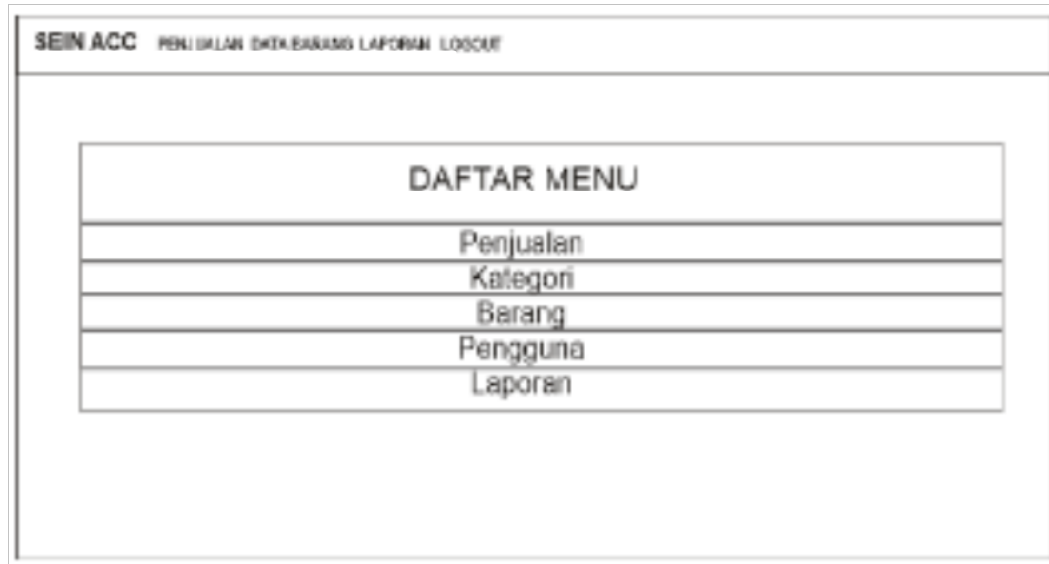 SEIN ACC PENJUALAN DATA BARANG LAPORAN LOGOUT
DAFTAR MENU
Penjualan
Kategori
Barang
Pengguna
Laporan